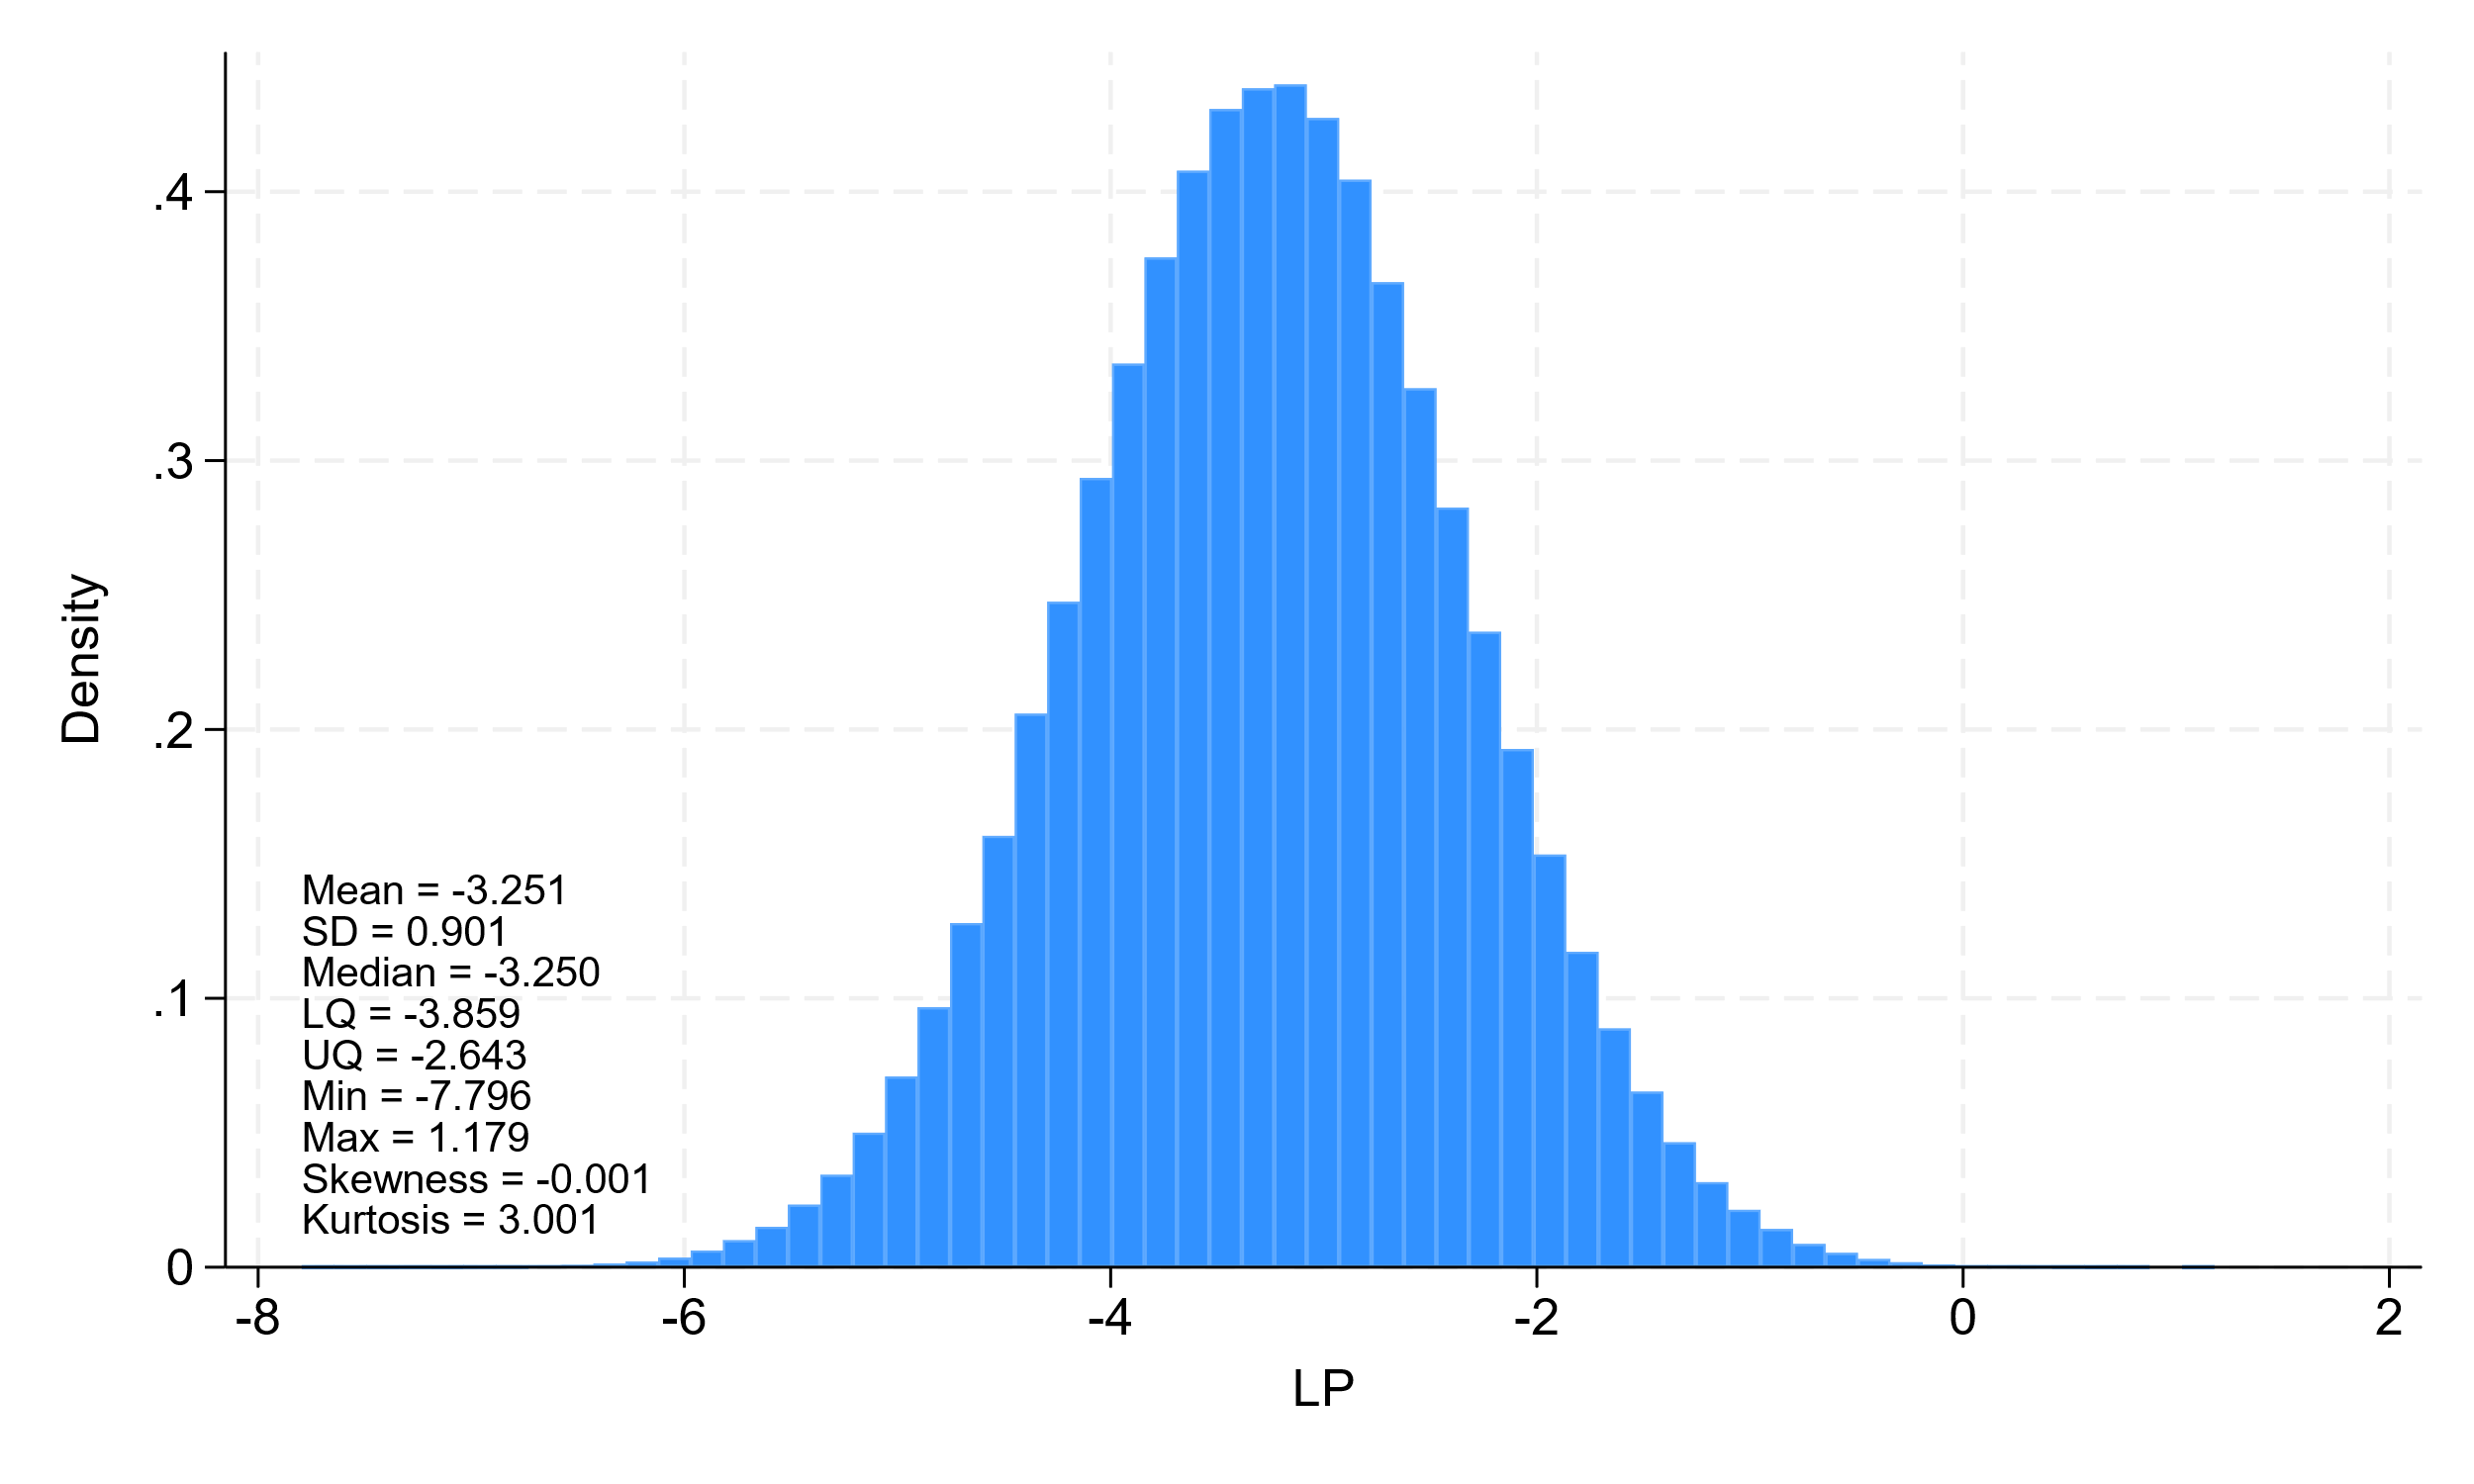 Density
.4
.3
.2
.1
0
Mean = -3.251
SD = 0.901
Median = -3.250
LQ = -3.859
UQ = -2.643
Min = -7.796
Max = 1.179
Skewness = -0.001
Kurtosis = 3.001
-8 -6 -4 -2 0 2
LP